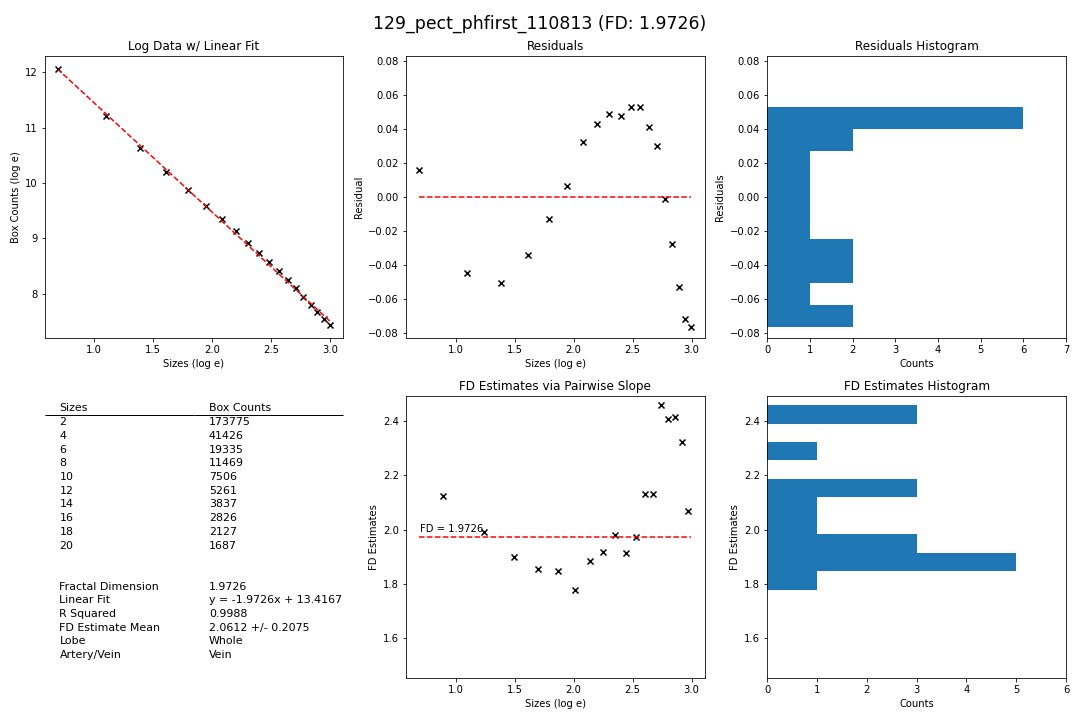 129_pect_phfirst_110813 (FD: 1.9726)
Log Data w/ Linear Fit
12
11
10
9
8
Box Counts (log e)
1.0 1.5 2.0 2.5 3.0
Sizes (log e)
Residuals
0.08
0.06
0.04
0.02
0.00
−0.02
−0.04
−0.06
−0.08
Residual
1.0 1.5 2.0 2.5 3.0
Sizes (log e)
Residuals Histogram
0.08
0.06
0.04
0.02
0.00
−0.02
−0.04
−0.06
−0.08
Residuals
0 1 2 3 4 5 6 7
Counts
Sizes Box Counts
2 173775
4 41426
6 19335
8 11469
10 7506
12 5261
14 3837
16 2826
18 2127
20 1687
Fractal Dimension 1.9726
Linear Fit y = -1.9726x + 13.4167
R Squared 0.9988
FD Estimate Mean 2.0612 +/- 0.2075
Lobe Whole
Artery/Vein Vein
FD Estimates via Pairwise Slope
2.4
2.2
2.0
1.8
1.6
FD Estimates
FD = 1.9726
1.0 1.5 2.0 2.5 3.0
Sizes (log e)
FD Estimates Histogram
2.4
2.2
2.0
1.8
1.6
FD Estimates
0 1 2 3 4 5 6
Counts